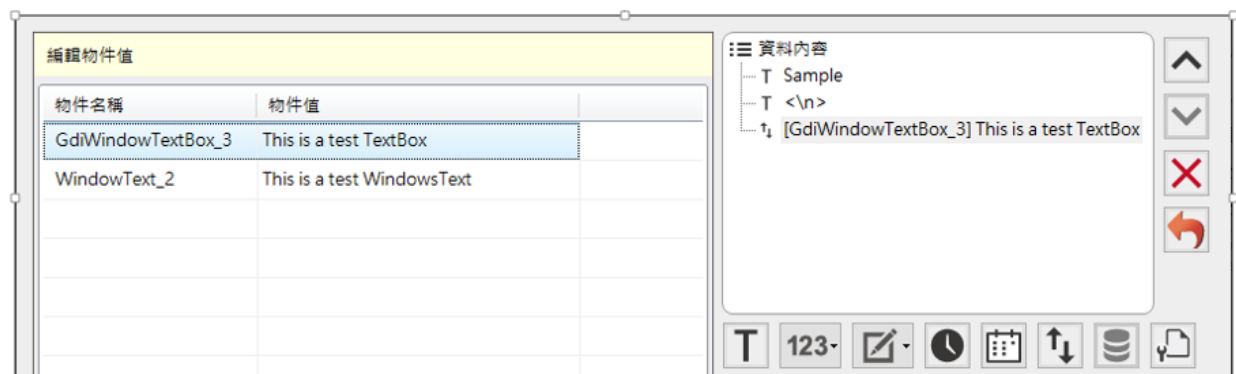 編輯物件值
物件名稱 物件值
GdiWindowTextBox_3 This is a test TextBox
WindowText_2 This is a test WindowsText
資料內容
T Sample
T <\n>
[GdiWindowTextBox_3] This is a test TextBox
T 123